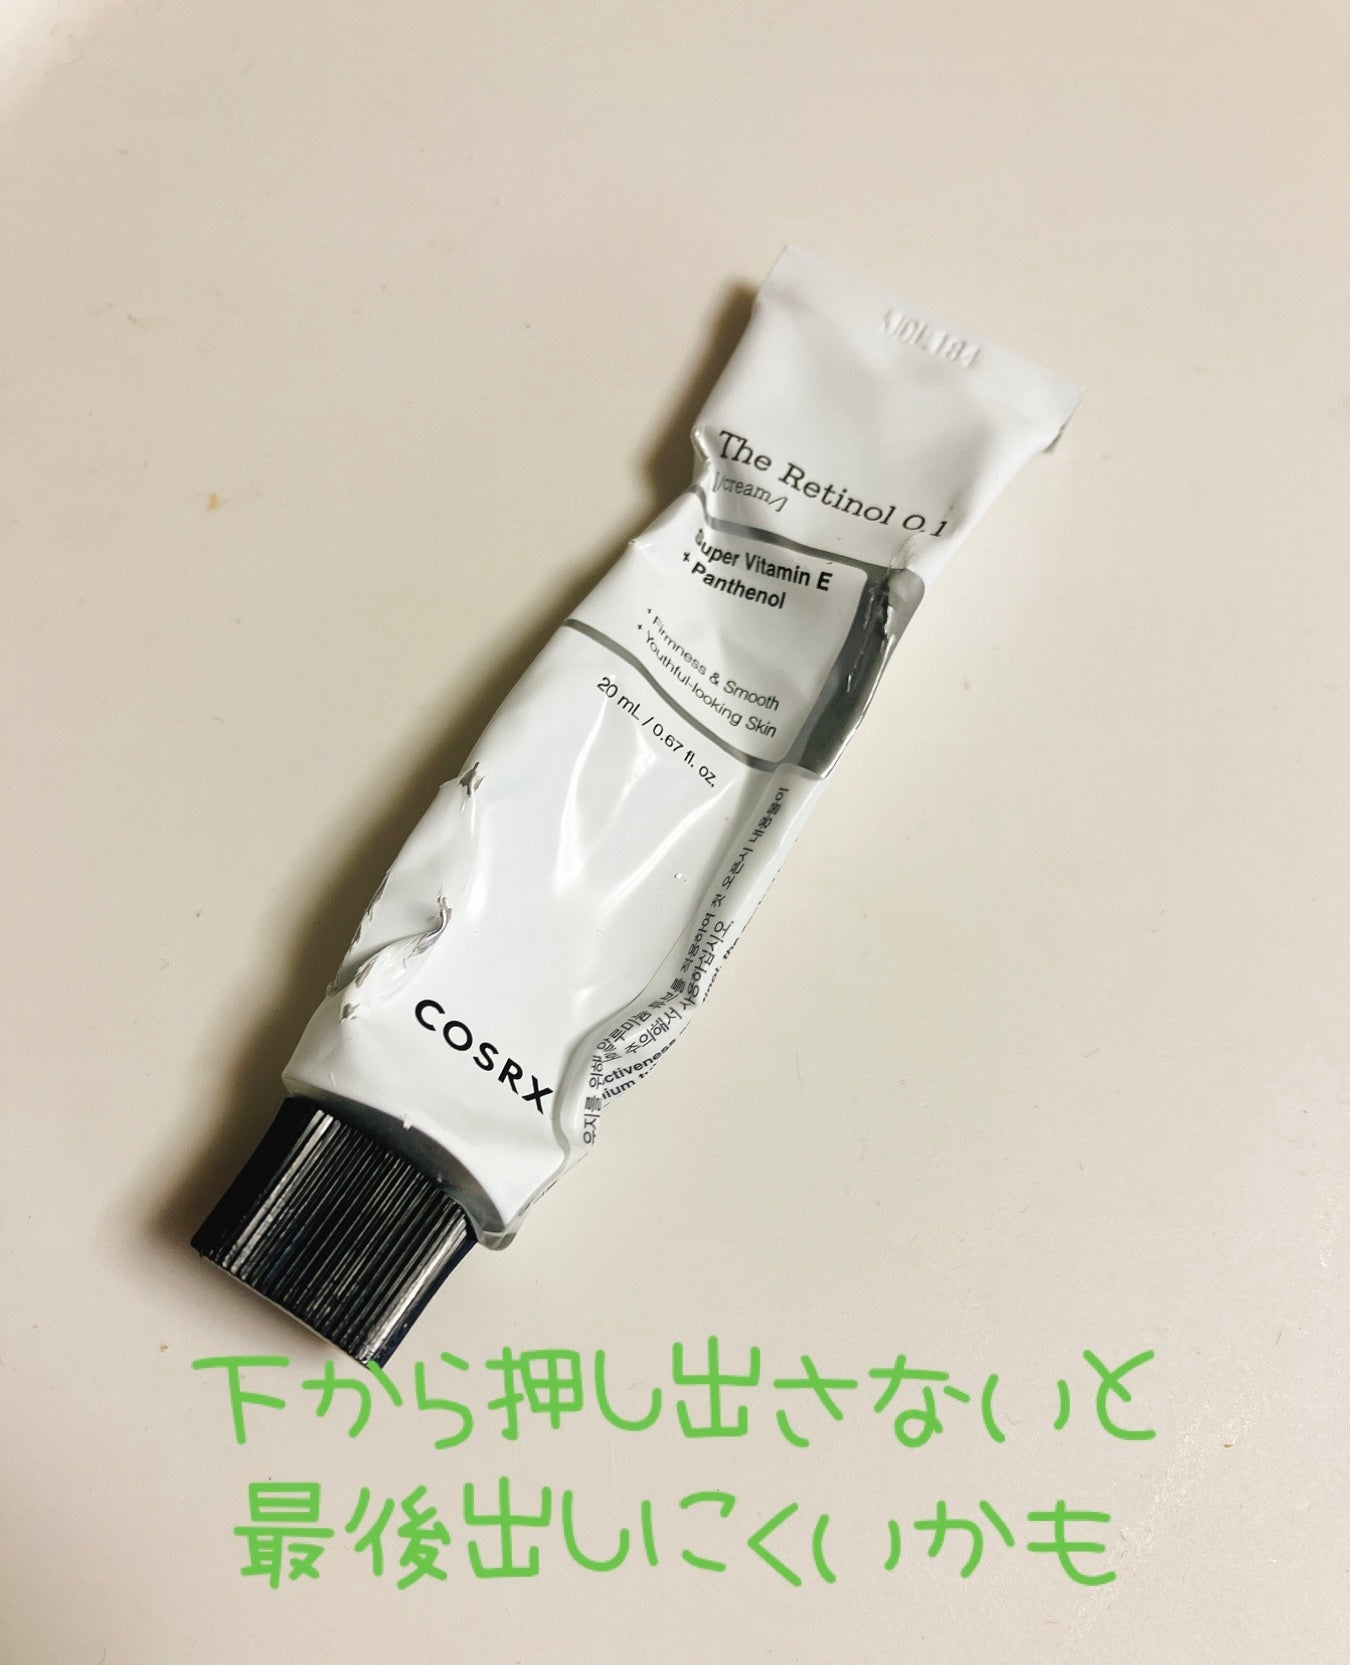 The Retinol 0.1
[/cream/]
Super Vitamin E
+ Panthenol
+ Firmness & Smooth
+ Youthful-looking Skin
20 mL / 0.67 fl. oz.
COSRX
下から押し出さないと
最後出しにくいかも